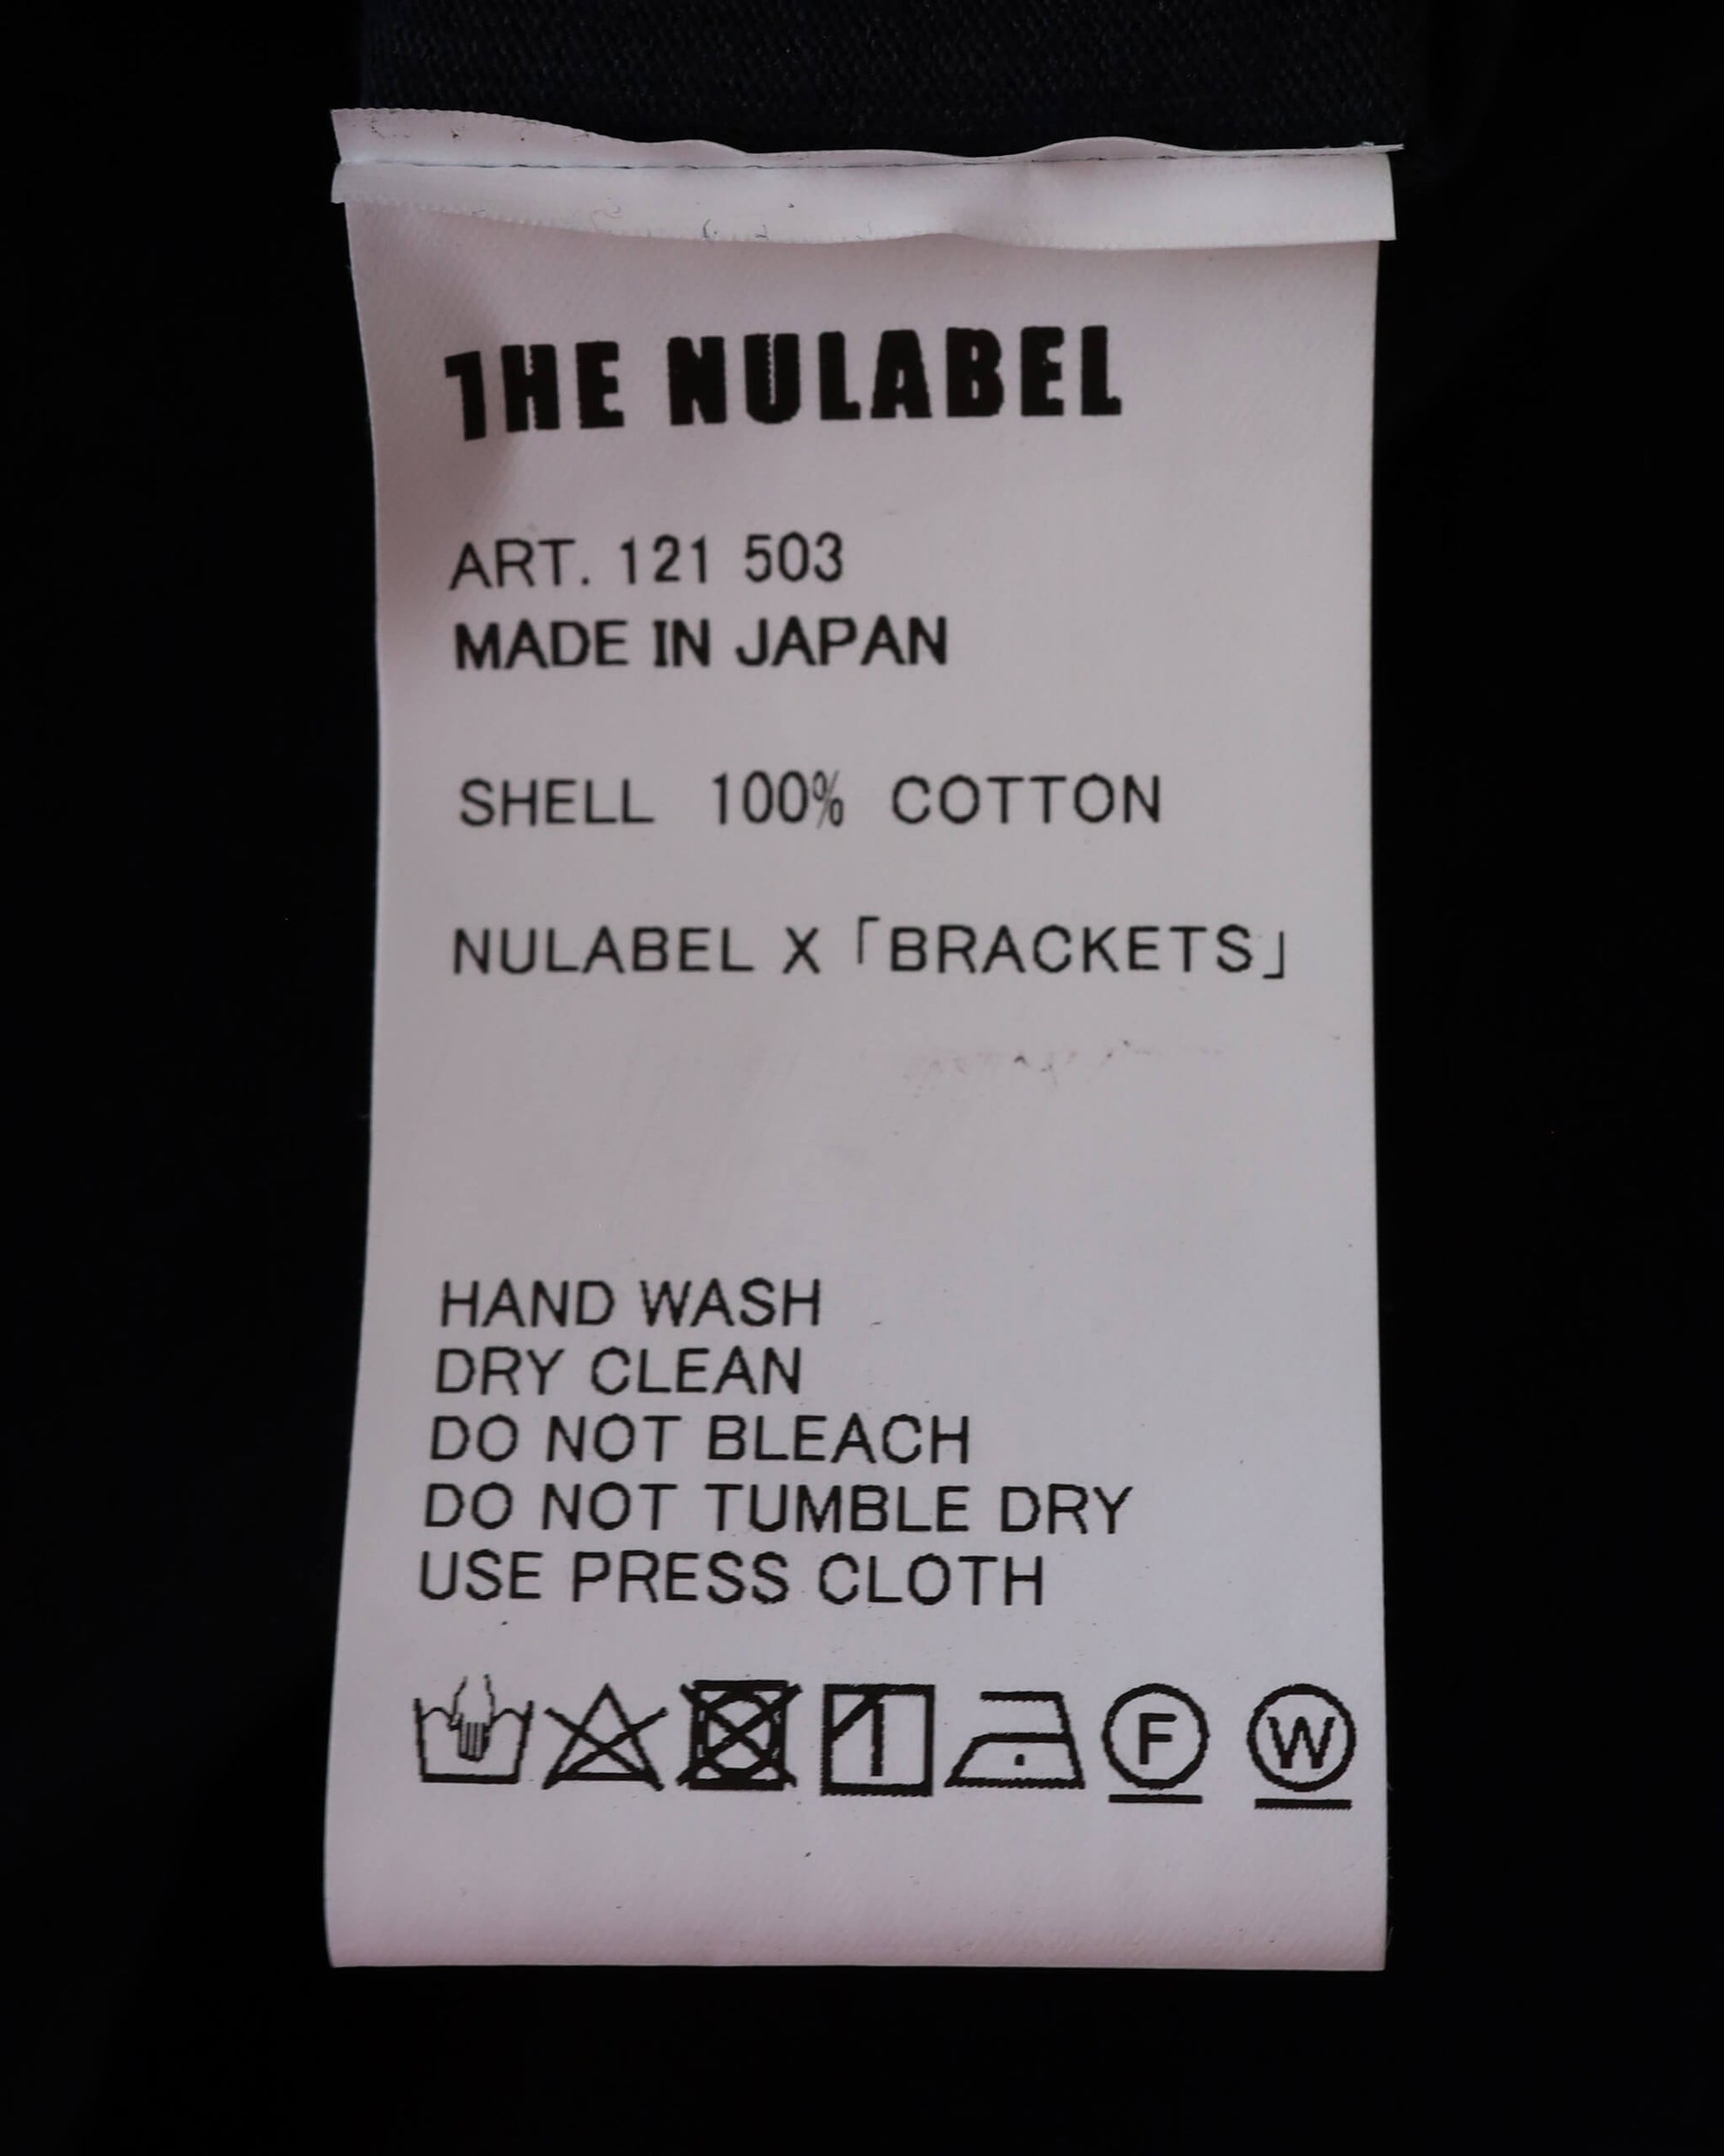 THE NULABEL
ART. 121 503
MADE IN JAPAN
SHELL 100% COTTON
NULABEL X「BRACKETS」
HAND WASH
DRY CLEAN
DO NOT BLEACH
DO NOT TUMBLE DRY
USE PRESS CLOTH
F W